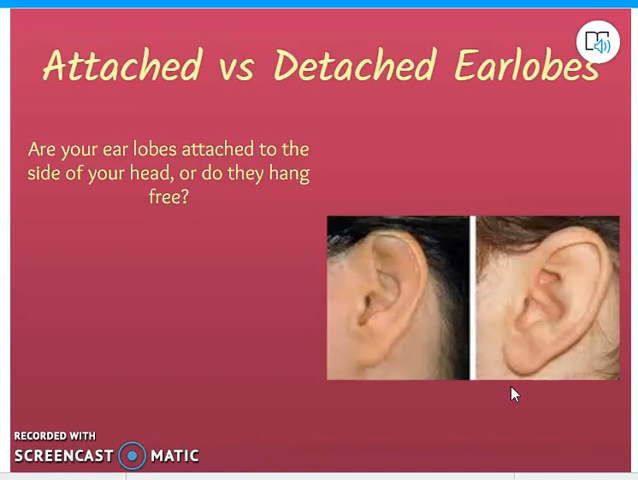 Attached vs Detached Earlobes
Are your ear lobes attached to the
side of your head, or do they hang
free?
RECORDED WITH
SCREENCAST MATIC